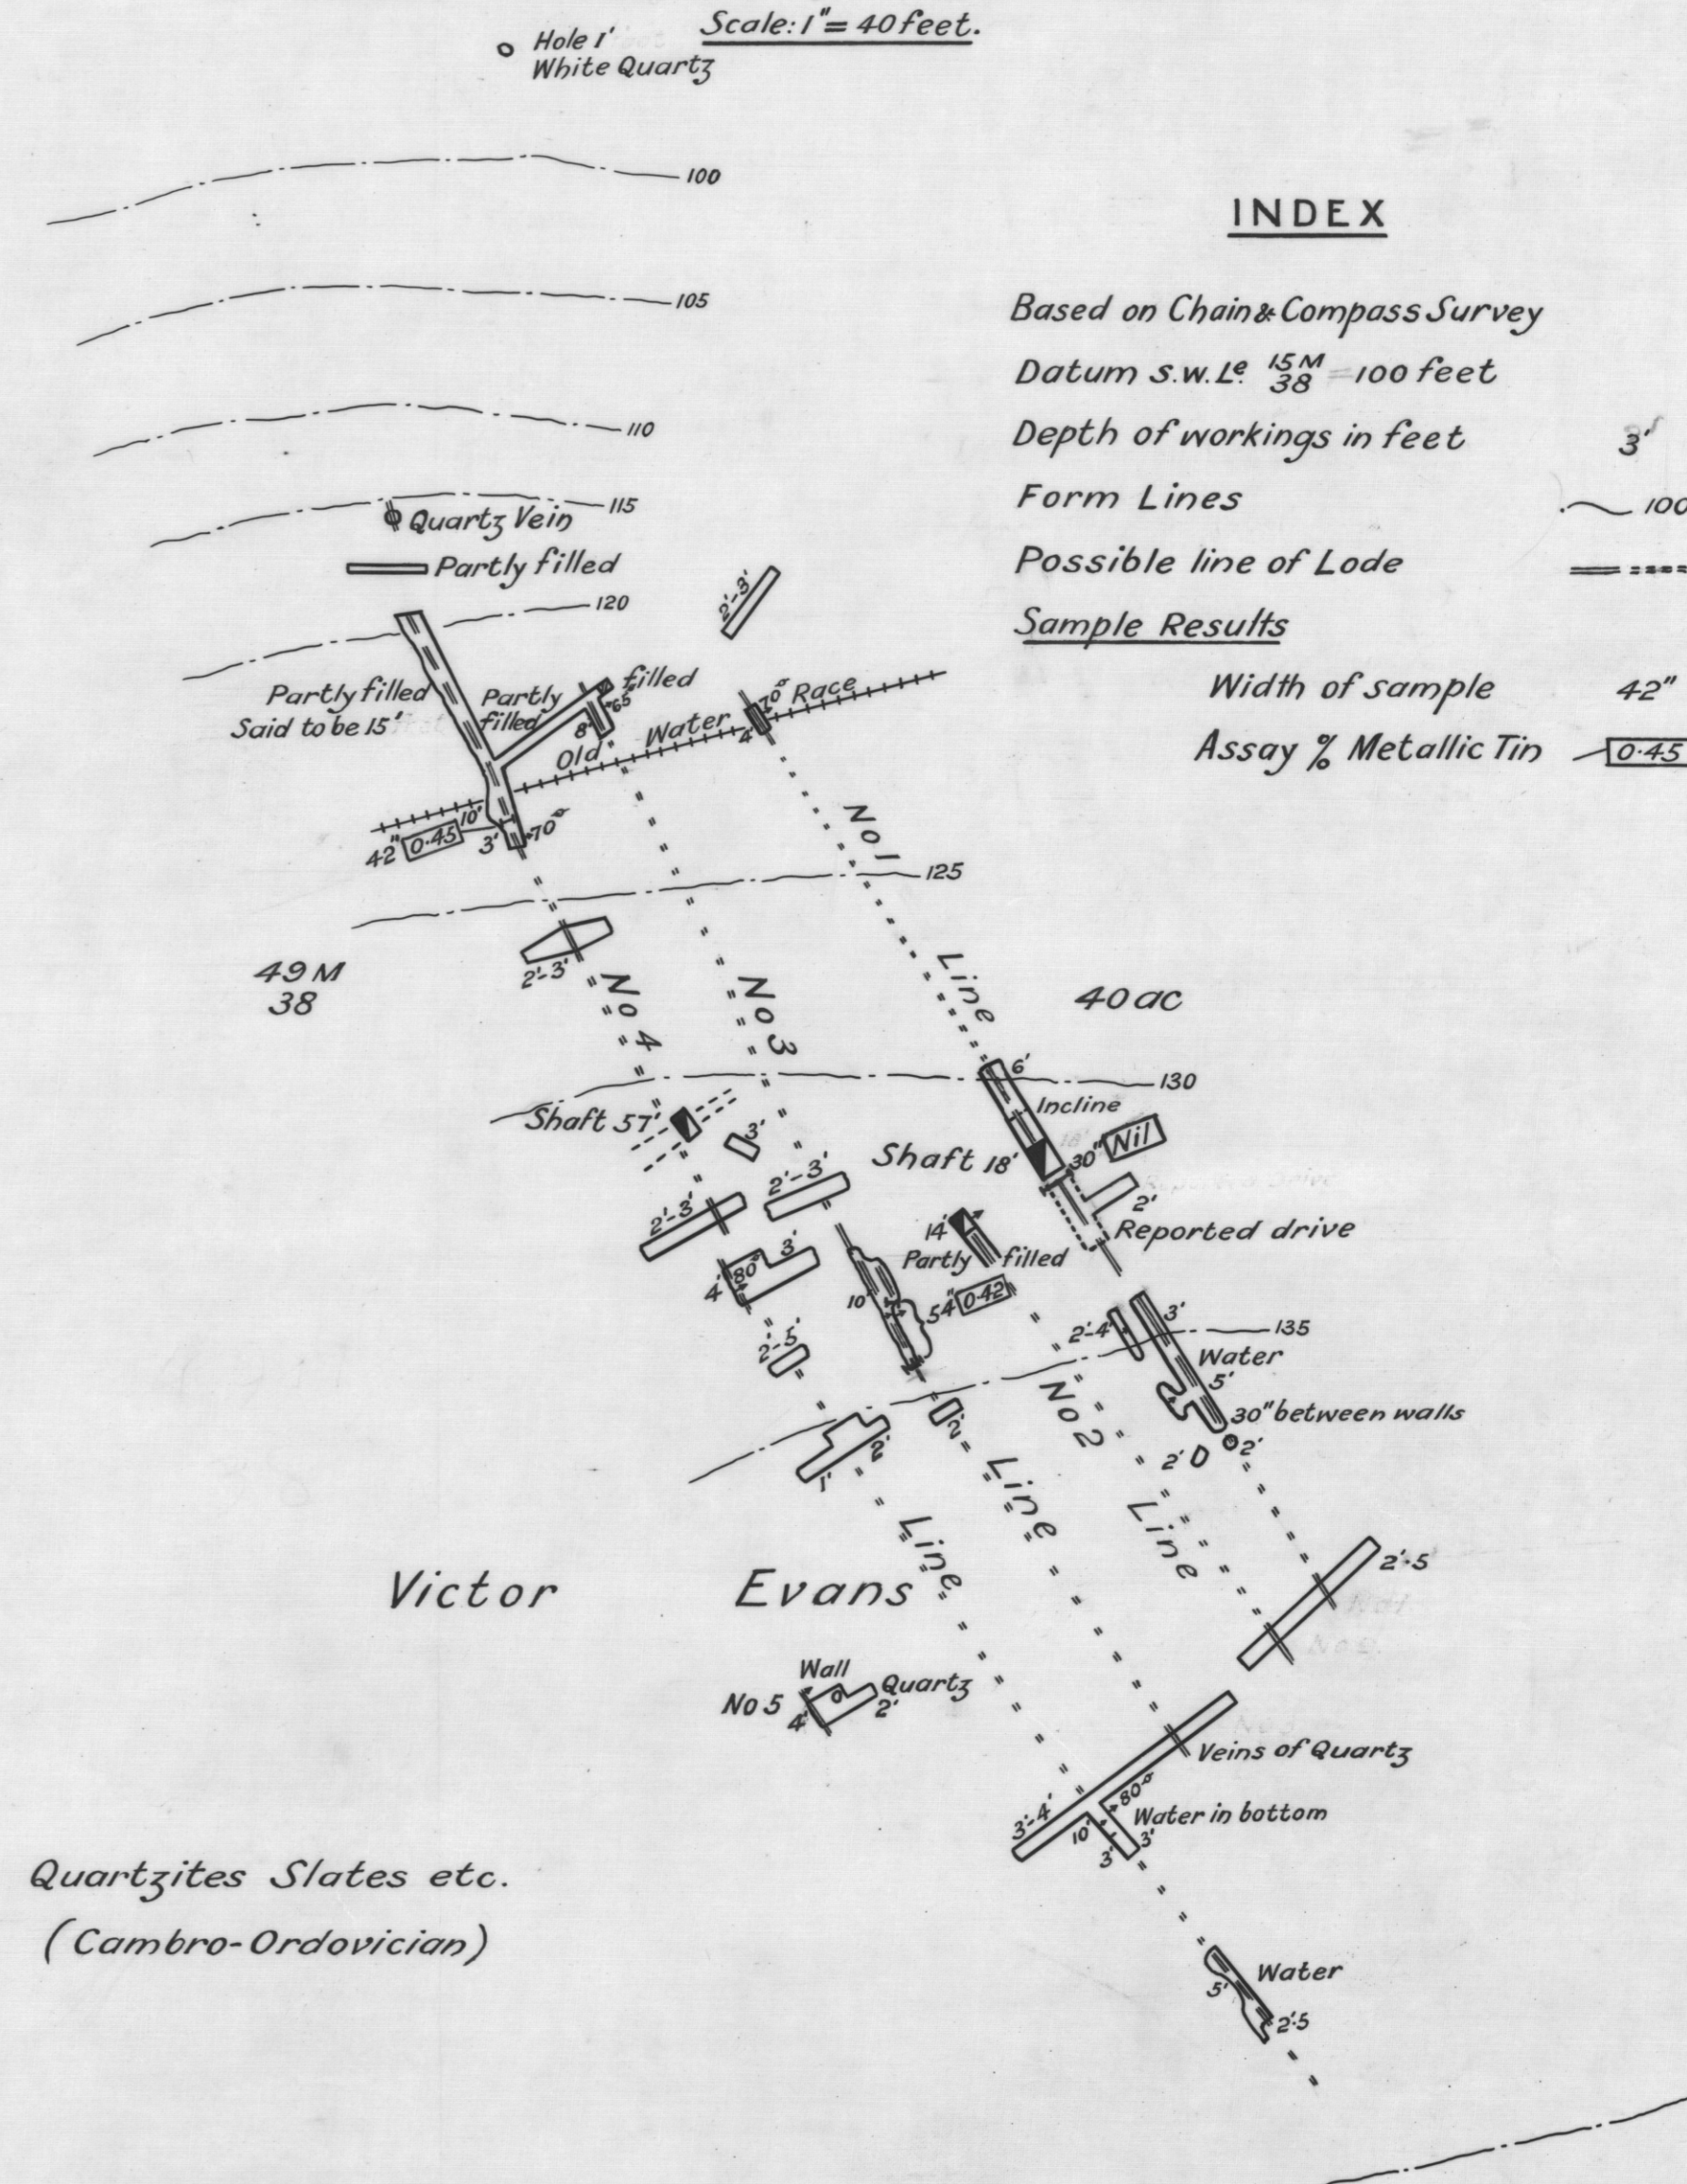 Scale: 1" = 40 feet.
Hole 1'
White Quartz
100
105
110
115
Quartz Vein
Partly filled
120
2'-3'
INDEX
Based on Chain & Compass Survey
Datum S.W. Le. 15M/38 = 100 feet
Depth of workings in feet 3'
Form Lines 100
Possible line of Lode
Sample Results
Width of sample 42"
Assay % Metallic Tin 0·45
Partly filled
Said to be 15'
Partly
filled
filled
65°
8'
Old Water Race
70°
4'
10'
42" 0·45
3'
70°
No 1 Line
125
2'-3'
49M
38
No 4 Line
No 3 Line
40 ac
130
6'
Incline
Shaft 57'
3'
Shaft 18'
30" Nil
2'
Reported drive
2'-3'
2'-3'
14'
Partly filled
3'
80°
4'
10'
54" 0·42
2'-5'
2'-4'
3'
135
Water
5'
30" between walls
2'
2'
No 2 Line
2'
2'
1'
2'·5
Victor Evans
Wall
No 5
Quartz
4'
2'
Veins of Quartz
80°
3'-4'
Water in bottom
10'
3'
3'
Quartzites Slates etc.
(Cambro-Ordovician)
Water
5'
2'·5